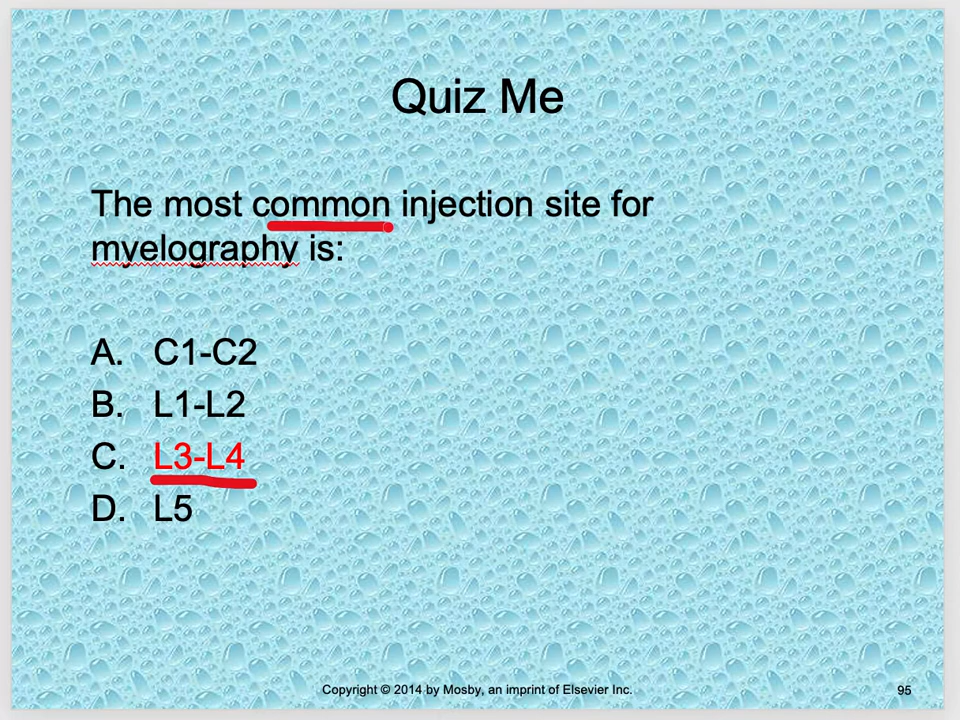 Quiz Me
The most common injection site for
myelography is:
A. C1-C2
B. L1-L2
C. L3-L4
D. L5
Copyright © 2014 by Mosby, an imprint of Elsevier Inc.
95